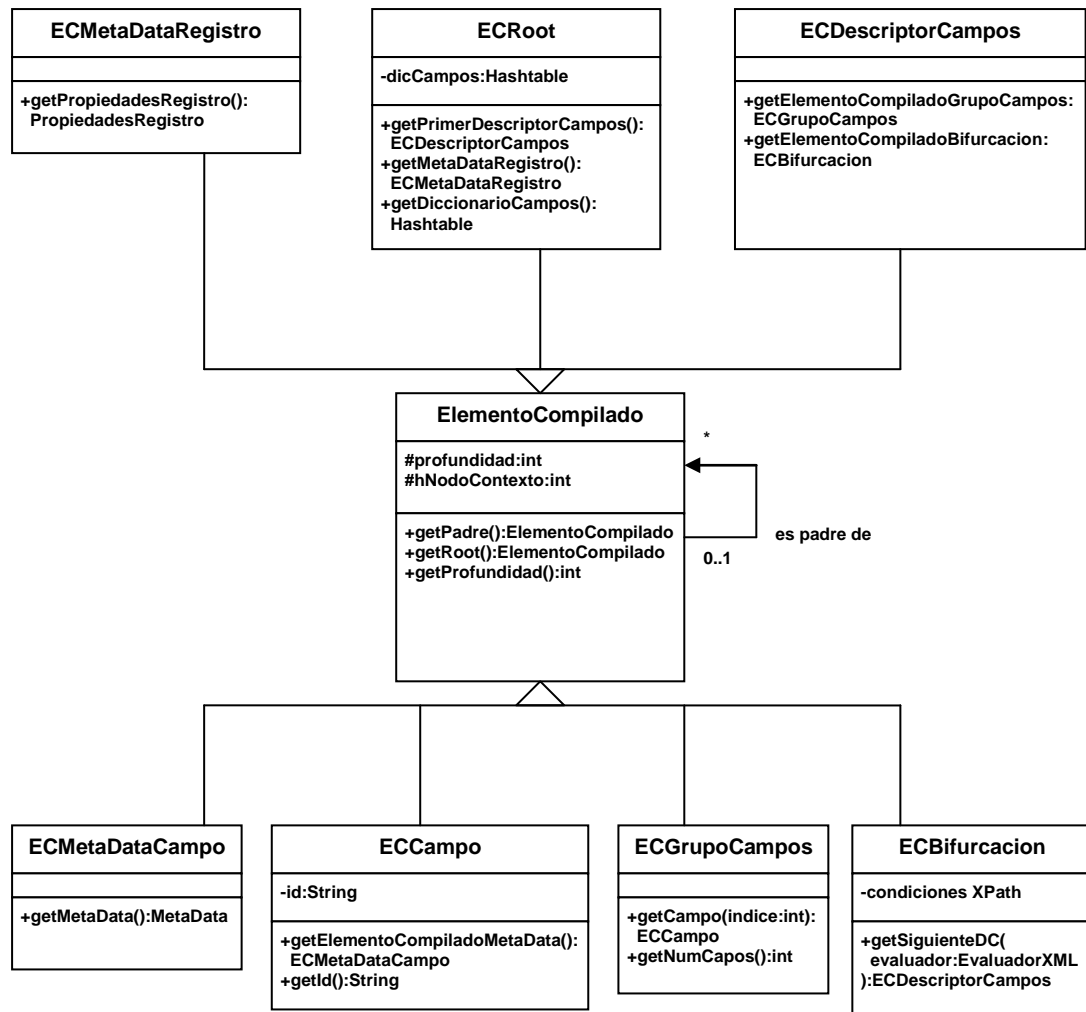 ECMetaDataRegistro
+getPropiedadesRegistro():
PropiedadesRegistro
ECRoot
-dicCampos:Hashtable
+getPrimerDescriptorCampos():
ECDescriptorCampos
+getMetaDataRegistro():
ECMetaDataRegistro
+getDiccionarioCampos():
Hashtable
ECDescriptorCampos
+getElementoCompiladoGrupoCampos:
ECGrupoCampos
+getElementoCompiladoBifurcacion:
ECBifurcacion
ElementoCompilado
#profundidad:int
#hNodoContexto:int
+getPadre():ElementoCompilado
+getRoot():ElementoCompilado
+getProfundidad():int
*
es padre de
0..1
ECMetaDataCampo
+getMetaData():MetaData
ECCampo
-id:String
+getElementoCompiladoMetaData():
ECMetaDataCampo
+getId():String
ECGrupoCampos
+getCampo(indice:int):
ECCampo
+getNumCapos():int
ECBifurcacion
-condiciones XPath
+getSiguienteDC(
evaluador:EvaluadorXML
):ECDescriptorCampos